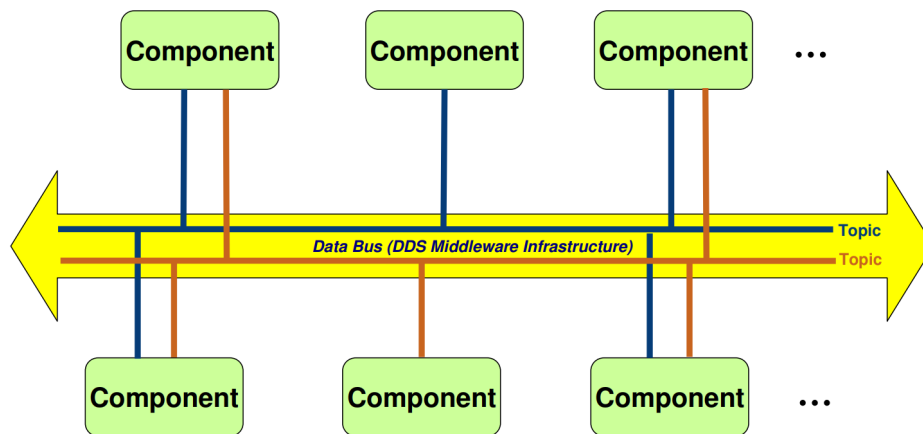 Component
Component
Component
...
Topic
Data Bus (DDS Middleware Infrastructure)
Topic
Component
Component
Component
...